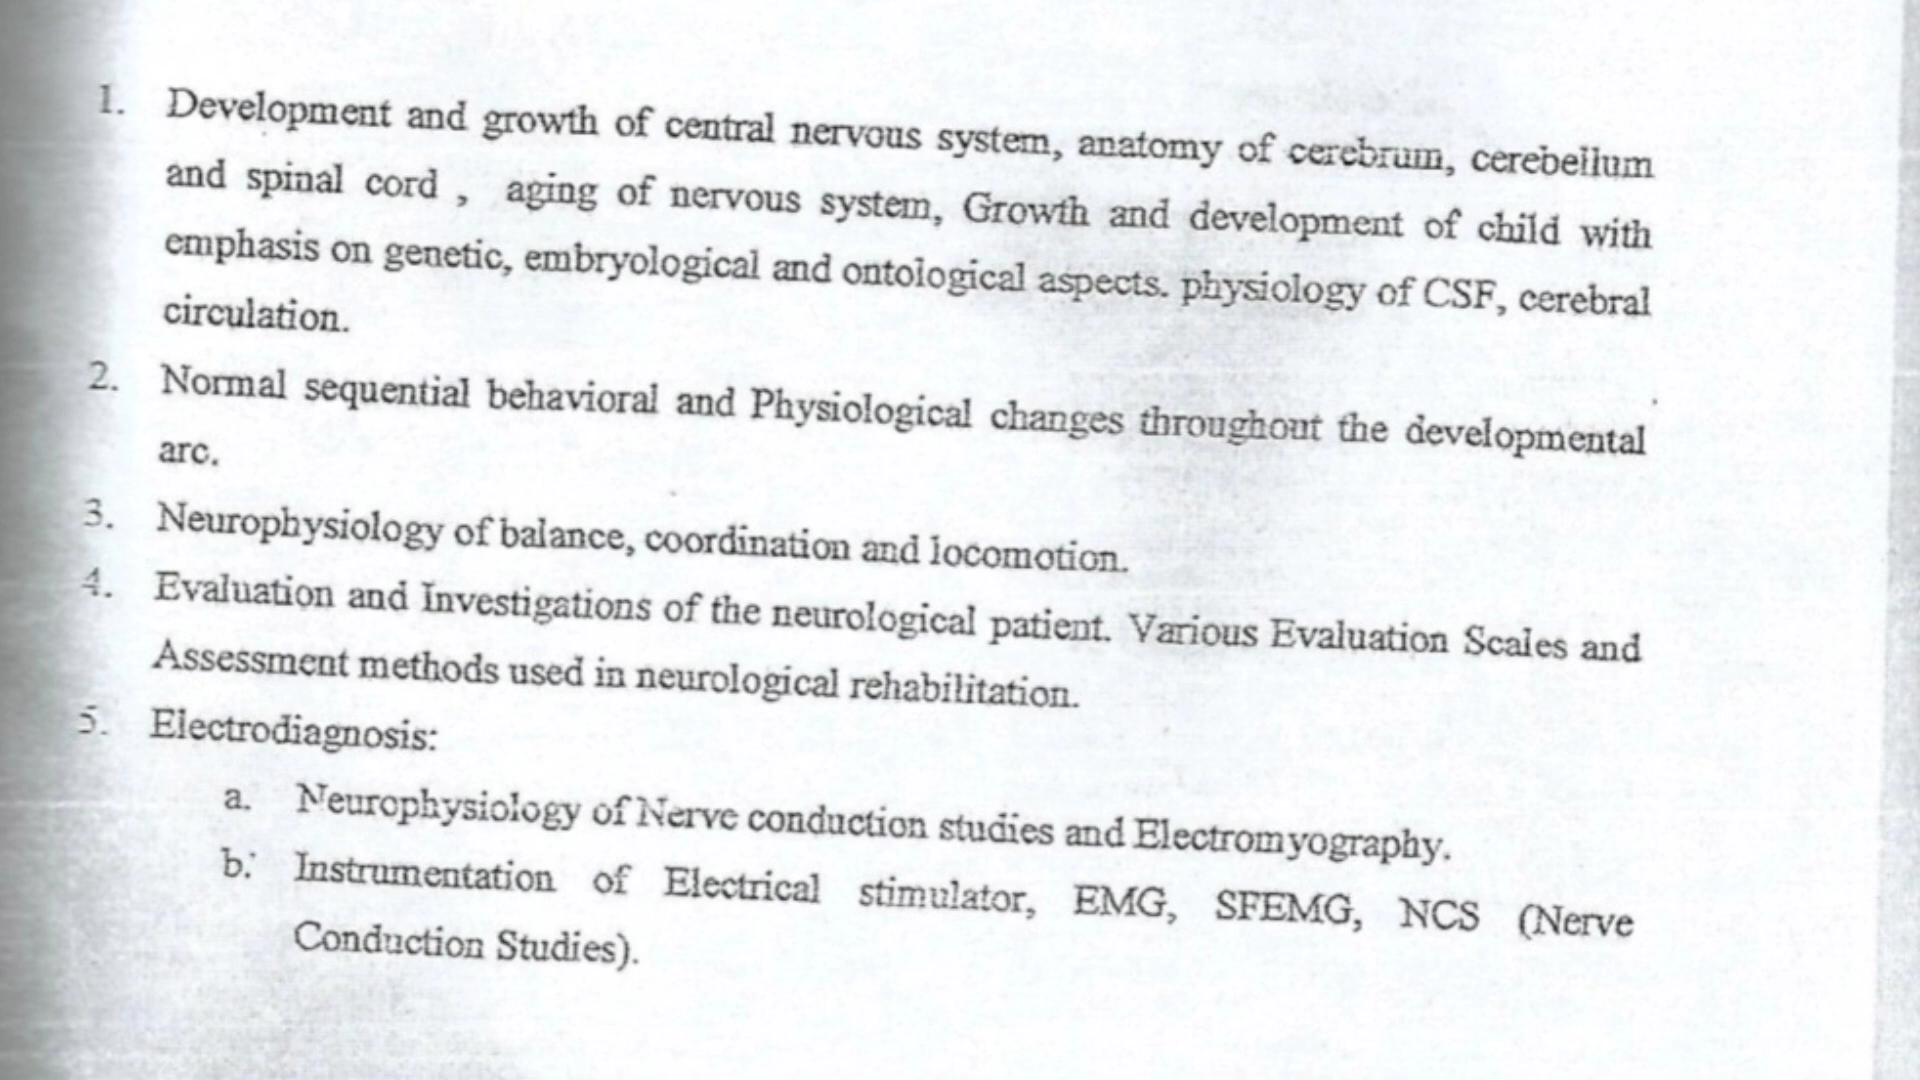 1. Development and growth of central nervous system, anatomy of cerebrum, cerebellum
and spinal cord , aging of nervous system, Growth and development of child with
emphasis on genetic, embryological and ontological aspects. physiology of CSF, cerebral
circulation.
2. Normal sequential behavioral and Physiological changes throughout the developmental
arc.
3. Neurophysiology of balance, coordination and locomotion.
4. Evaluation and Investigations of the neurological patient. Various Evaluation Scales and
Assessment methods used in neurological rehabilitation.
5. Electrodiagnosis:
a. Neurophysiology of Nerve conduction studies and Electromyography.
b. Instrumentation of Electrical stimulator, EMG, SFEMG, NCS (Nerve
Conduction Studies).